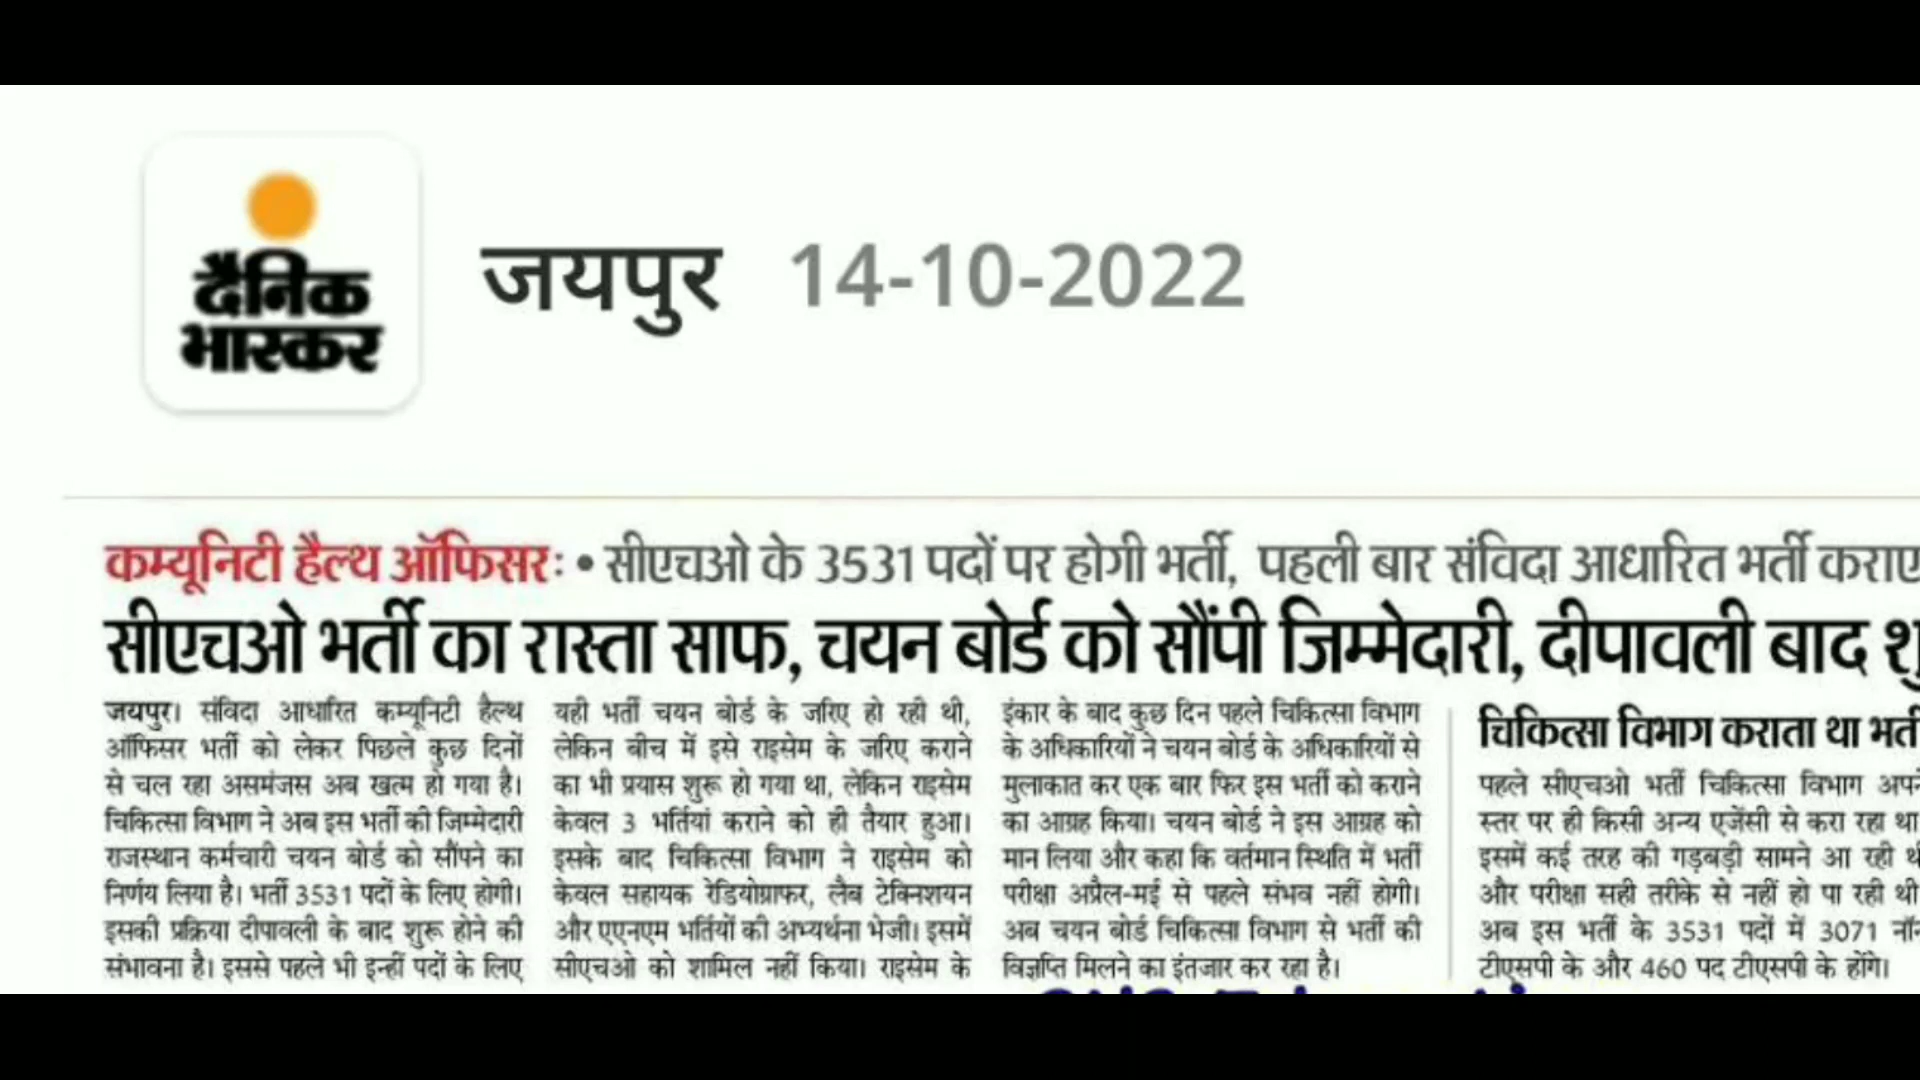 दैनिक
भास्कर
जयपुर 14-10-2022
कम्यूनिटी हैल्थ ऑफिसर: • सीएचओ के 3531 पदों पर होगी भर्ती, पहली बार संविदा आधारित भर्ती कराए
सीएचओ भर्ती का रास्ता साफ, चयन बोर्ड को सौंपी जिम्मेदारी, दीपावली बाद शु
जयपुर। संविदा आधारित कम्यूनिटी हैल्थ
ऑफिसर भर्ती को लेकर पिछले कुछ दिनों
से चल रहा असमंजस अब खत्म हो गया है।
चिकित्सा विभाग ने अब इस भर्ती की जिम्मेदारी
राजस्थान कर्मचारी चयन बोर्ड को सौंपने का
निर्णय लिया है। भर्ती 3531 पदों के लिए होगी।
इसकी प्रक्रिया दीपावली के बाद शुरू होने की
संभावना है। इससे पहले भी इन्हीं पदों के लिए
यही भर्ती चयन बोर्ड के जरिए हो रही थी,
लेकिन बीच में इसे राइसेम के जरिए कराने
का भी प्रयास शुरू हो गया था, लेकिन राइसेम
केवल 3 भर्तियां कराने को ही तैयार हुआ।
इसके बाद चिकित्सा विभाग ने राइसेम को
केवल सहायक रेडियोग्राफर, लैब टेक्निशयन
और एएनएम भर्तियों की अभ्यर्थना भेजी। इसमें
सीएचओ को शामिल नहीं किया। राइसेम के
इंकार के बाद कुछ दिन पहले चिकित्सा विभाग
के अधिकारियों ने चयन बोर्ड के अधिकारियों से
मुलाकात कर एक बार फिर इस भर्ती को कराने
का आग्रह किया। चयन बोर्ड ने इस आग्रह को
मान लिया और कहा कि वर्तमान स्थिति में भर्ती
परीक्षा अप्रैल-मई से पहले संभव नहीं होगी।
अब चयन बोर्ड चिकित्सा विभाग से भर्ती की
विज्ञप्ति मिलने का इंतजार कर रहा है।
चिकित्सा विभाग कराता था भर्ती
पहले सीएचओ भर्ती चिकित्सा विभाग अपने
स्तर पर ही किसी अन्य एजेंसी से करा रहा था
इसमें कई तरह की गड़बड़ी सामने आ रही थी
और परीक्षा सही तरीके से नहीं हो पा रही थी
अब इस भर्ती के 3531 पदों में 3071 नॉन
टीएसपी के और 460 पद टीएसपी के होंगे।